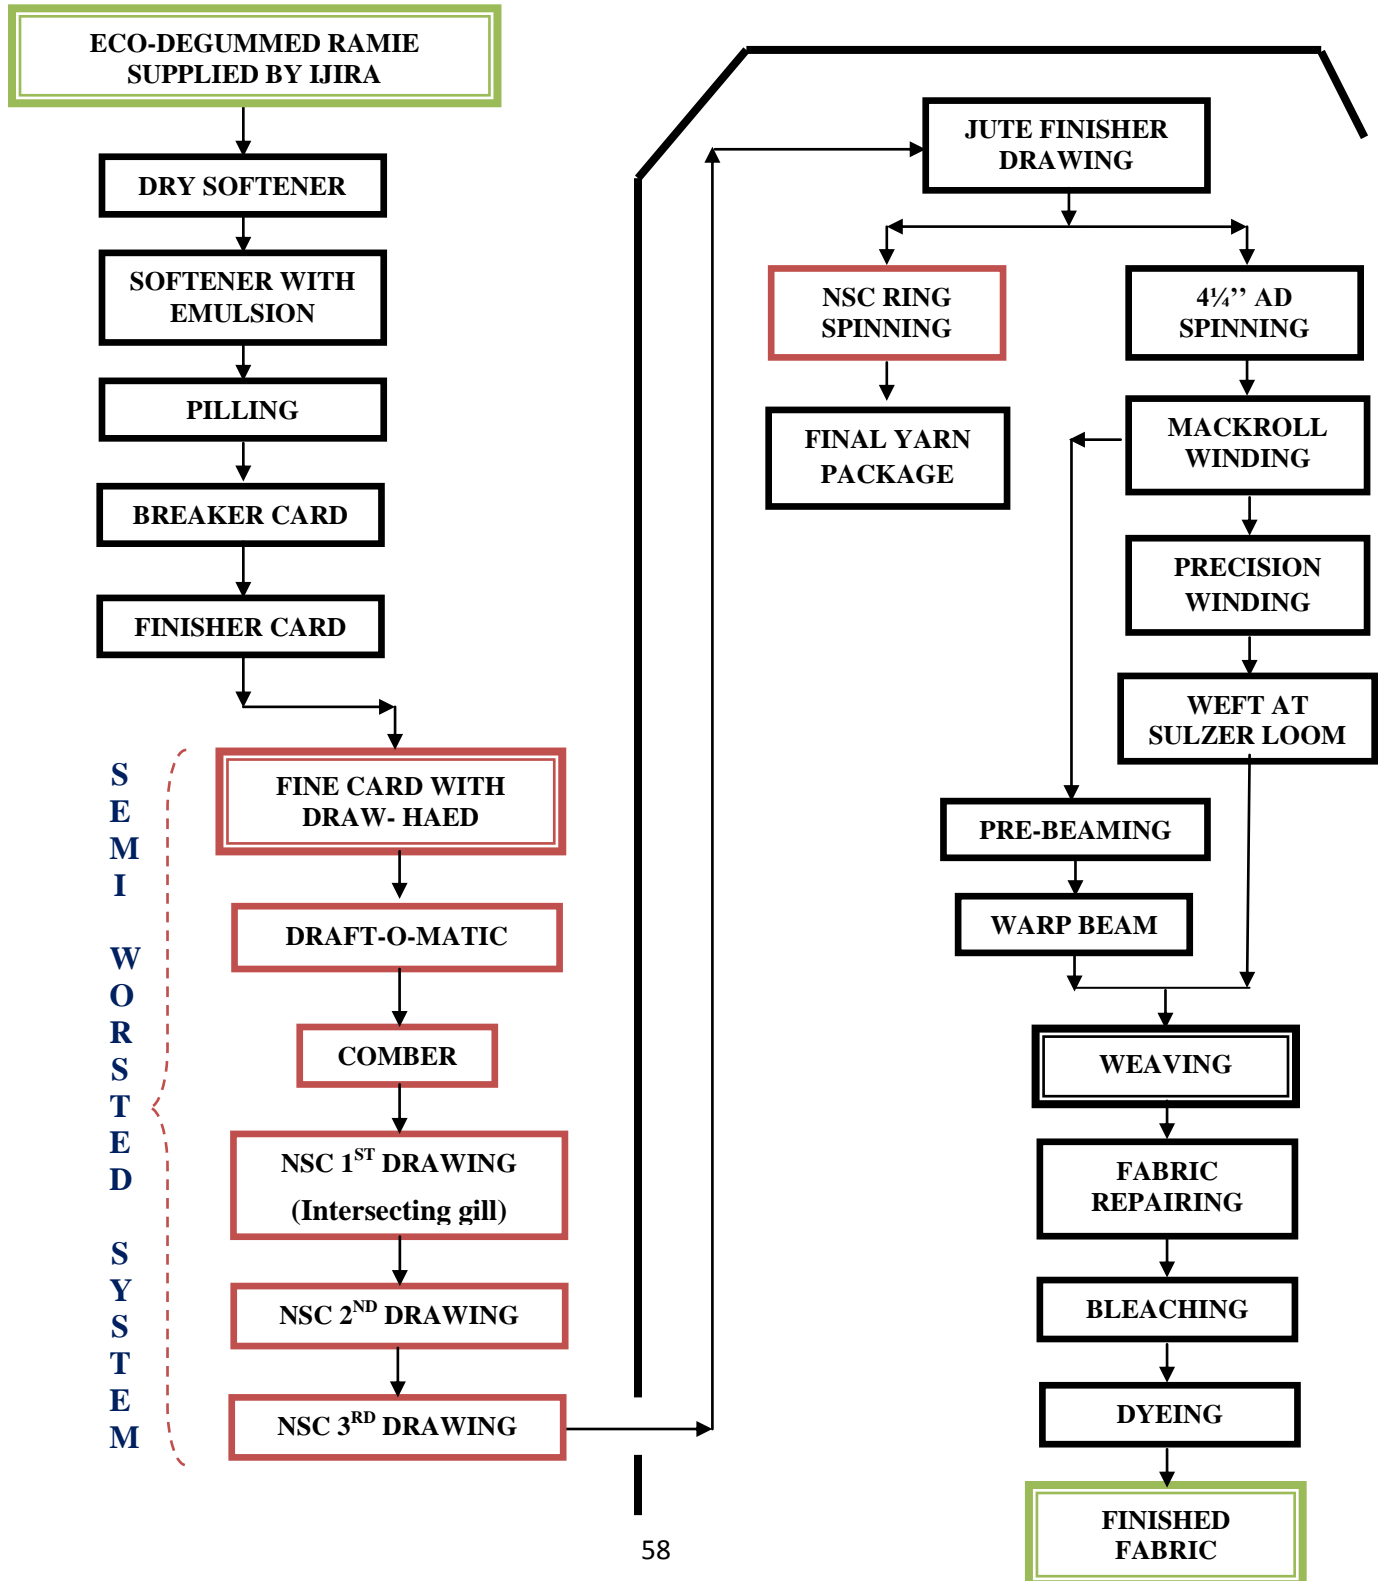 ECO-DEGUMMED RAMIE
SUPPLIED BY IJIRA
DRY SOFTENER
SOFTENER WITH
EMULSION
PILLING
BREAKER CARD
FINISHER CARD
SEMI WORSTED SYSTEM
FINE CARD WITH
DRAW- HAED
DRAFT-O-MATIC
COMBER
NSC 1ST DRAWING
(Intersecting gill)
NSC 2ND DRAWING
NSC 3RD DRAWING
JUTE FINISHER
DRAWING
NSC RING
SPINNING
FINAL YARN
PACKAGE
4¼’’ AD
SPINNING
MACKROLL
WINDING
PRECISION
WINDING
WEFT AT
SULZER LOOM
PRE-BEAMING
WARP BEAM
WEAVING
FABRIC
REPAIRING
BLEACHING
DYEING
FINISHED
FABRIC
58